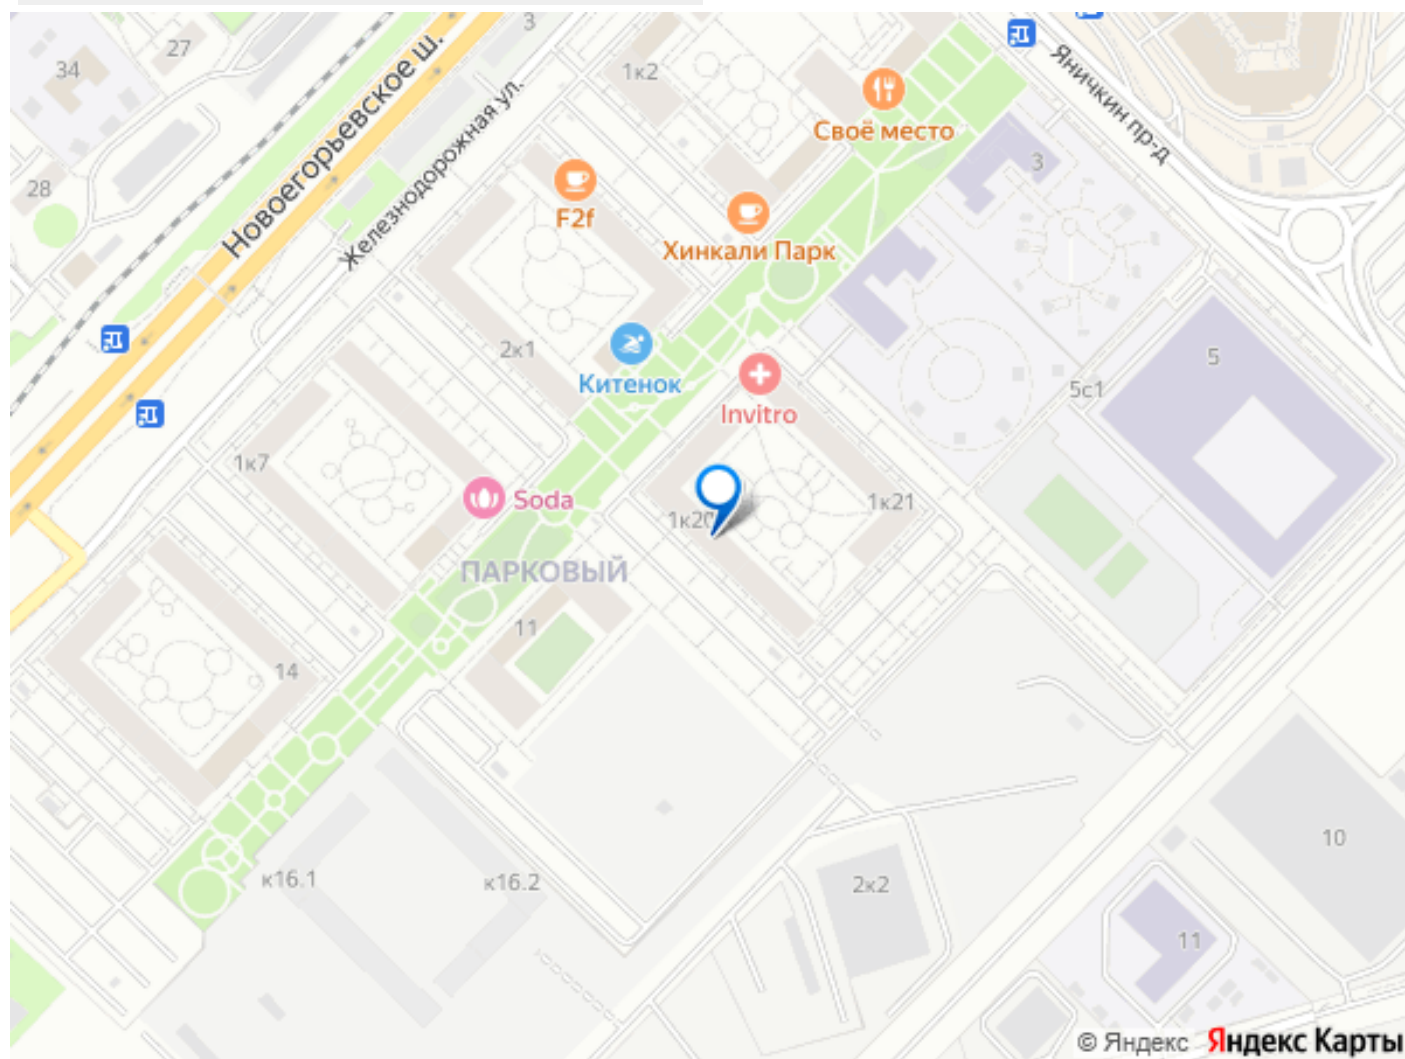 3
27
34
Новоегорьевское ш.
Железнодорожная ул.
1к2
Своё место
Яничкин пр-д
3
28
F2f
Хинкали Парк
2к1
Китенок
Invitro
5
5с1
1к7
Soda
1к20
1к21
ПАРКОВЫЙ
11
14
10
к16.1
к16.2
2к2
11
© Яндекс Яндекс Карты